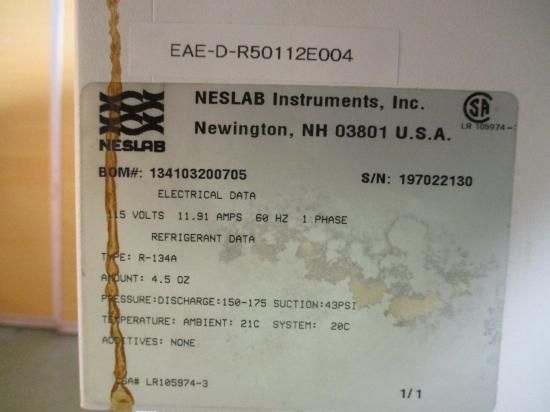 EAE-D-R50112E004
NESLAB Instruments, Inc.
Newington, NH 03801 U.S.A.
NESLAB
LR 105974-3
BOM#: 134103200705 S/N: 197022130
ELECTRICAL DATA
115 VOLTS 11.91 AMPS 60 HZ 1 PHASE
REFRIGERANT DATA
TYPE: R-134A
AMOUNT: 4.5 OZ
PRESSURE:DISCHARGE:150-175 SUCTION:43PSI
TEMPERATURE: AMBIENT: 21C SYSTEM: 20C
ADDITIVES: NONE
CSA# LR105974-3
1/1